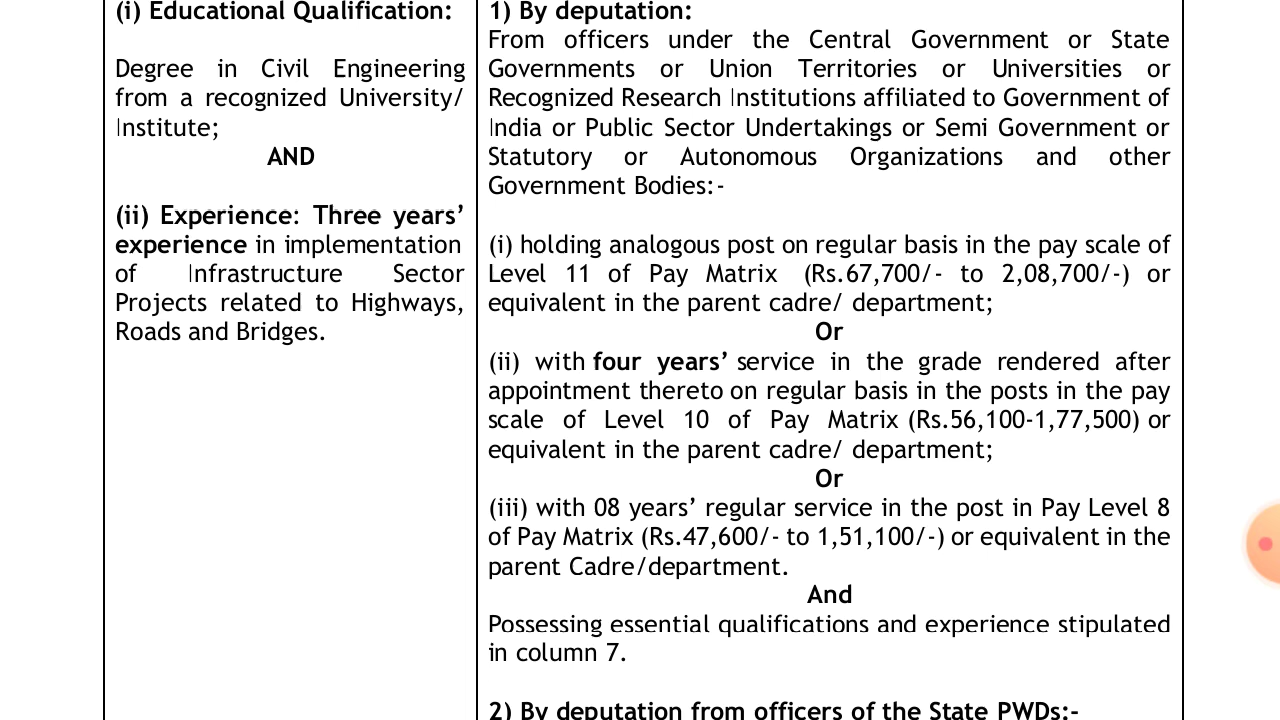 (i) Educational Qualification:
Degree in Civil Engineering
from a recognized University/
Institute;
AND
(ii) Experience: Three years’
experience in implementation
of Infrastructure Sector
Projects related to Highways,
Roads and Bridges.
1) By deputation:
From officers under the Central Government or State
Governments or Union Territories or Universities or
Recognized Research Institutions affiliated to Government of
India or Public Sector Undertakings or Semi Government or
Statutory or Autonomous Organizations and other
Government Bodies:-
(i) holding analogous post on regular basis in the pay scale of
Level 11 of Pay Matrix (Rs.67,700/- to 2,08,700/-) or
equivalent in the parent cadre/ department;
Or
(ii) with four years’ service in the grade rendered after
appointment thereto on regular basis in the posts in the pay
scale of Level 10 of Pay Matrix (Rs.56,100-1,77,500) or
equivalent in the parent cadre/ department;
Or
(iii) with 08 years’ regular service in the post in Pay Level 8
of Pay Matrix (Rs.47,600/- to 1,51,100/-) or equivalent in the
parent Cadre/department.
And
Possessing essential qualifications and experience stipulated
in column 7.
2) By deputation from officers of the State PWDs:-